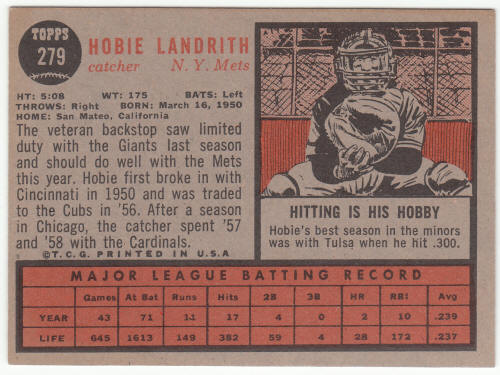 TOPPS
279
HOBIE LANDRITH
catcher N. Y. Mets
HT: 5:08 WT: 175 BATS: Left
THROWS: Right BORN: March 16, 1950
HOME: San Mateo, California
The veteran backstop saw limited
duty with the Giants last season
and should do well with the Mets
this year. Hobie first broke in with
Cincinnati in 1950 and was traded
to the Cubs in '56. After a season
in Chicago, the catcher spent '57
and '58 with the Cardinals.
©T.C.G. PRINTED IN U.S.A
HITTING IS HIS HOBBY
Hobie's best season in the minors
was with Tulsa when he hit .300.
MAJOR LEAGUE BATTING RECORD
Games At Bat Runs Hits 2B 3B HR RBI Avg
YEAR 43 71 11 17 4 0 2 10 .239
LIFE 645 1613 149 382 59 4 28 172 .237